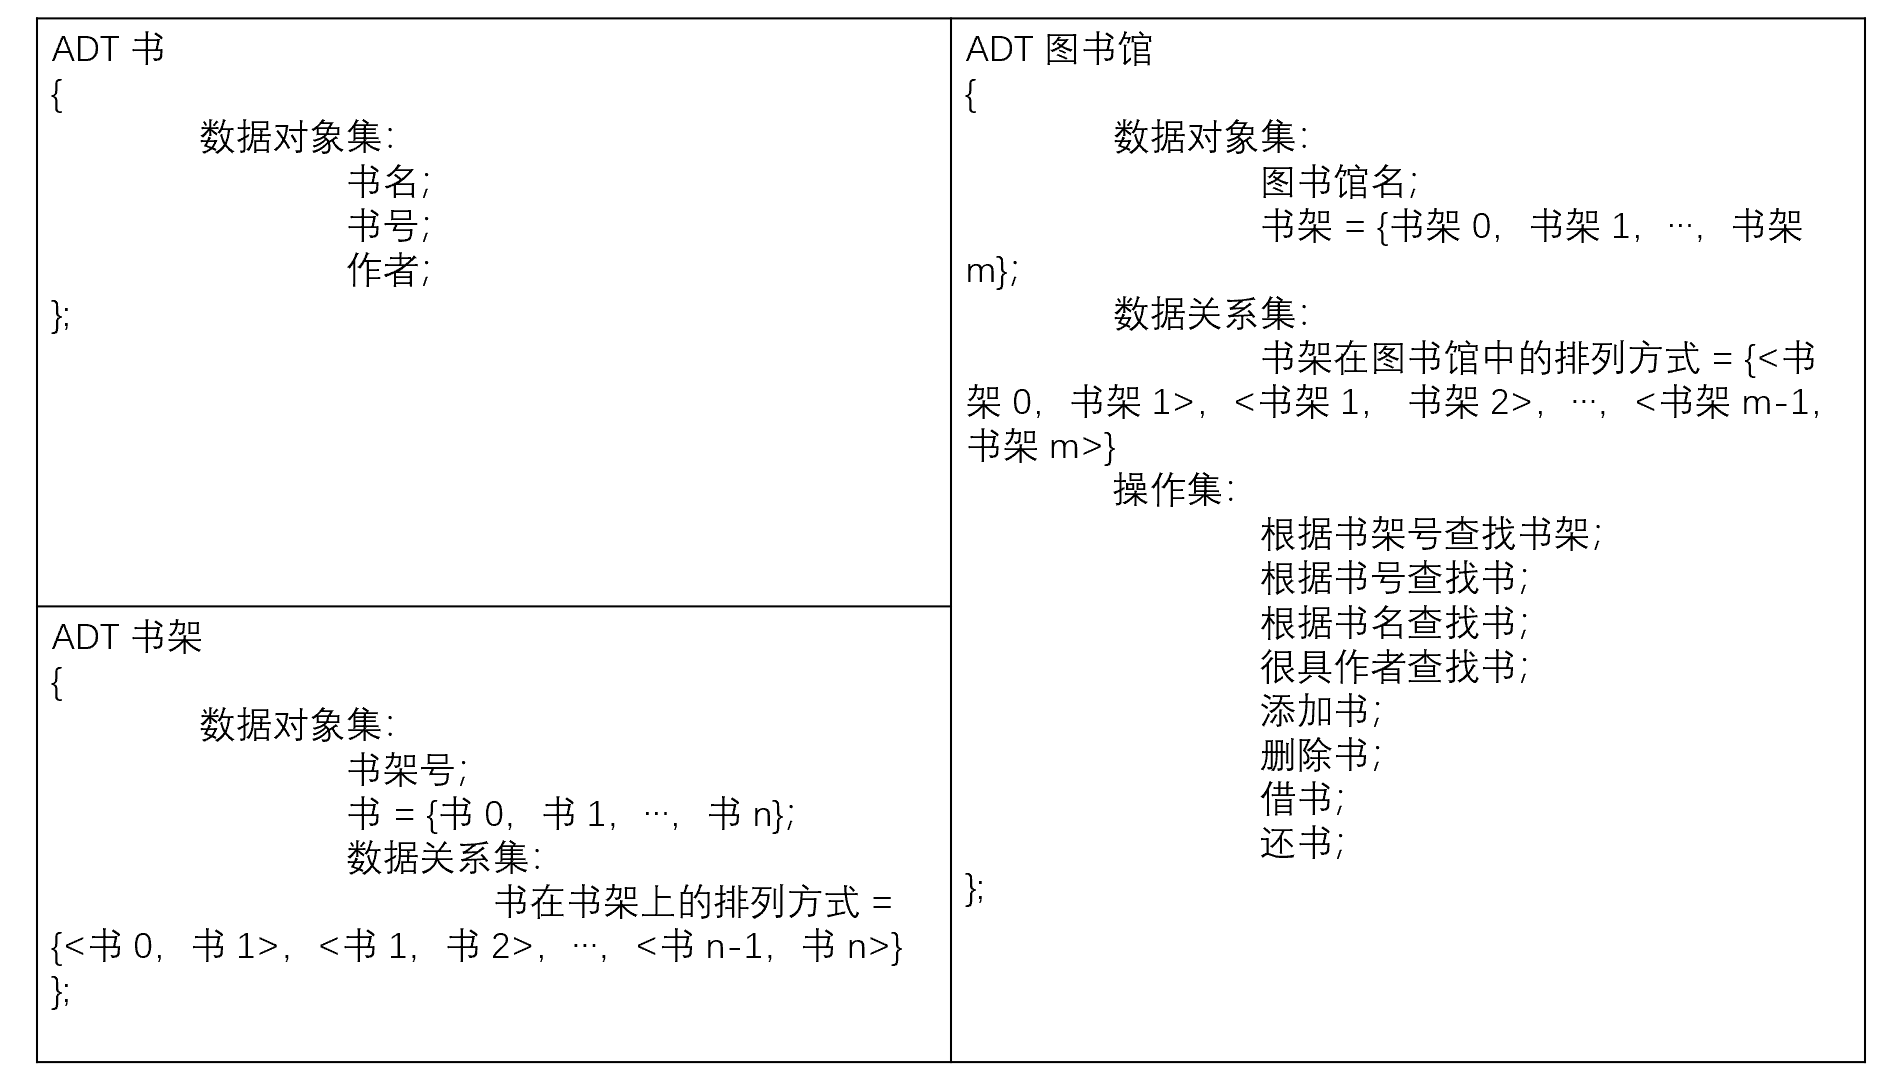 ADT 书
{
数据对象集：
书名；
书号；
作者；
};
ADT 书架
{
数据对象集：
书架号；
书 = {书 0，书 1，…，书 n}；
数据关系集：
书在书架上的排列方式 =
{<书 0，书 1>，<书 1，书 2>，…，<书 n-1，书 n>}
};
ADT 图书馆
{
数据对象集：
图书馆名；
书架 = {书架 0，书架 1，…，书架
m}；
数据关系集：
书架在图书馆中的排列方式 = {<书
架 0，书架 1>，<书架 1， 书架 2>，…，<书架 m-1，
书架 m>}
操作集：
根据书架号查找书架；
根据书号查找书；
根据书名查找书；
很具作者查找书；
添加书；
删除书；
借书；
还书；
};